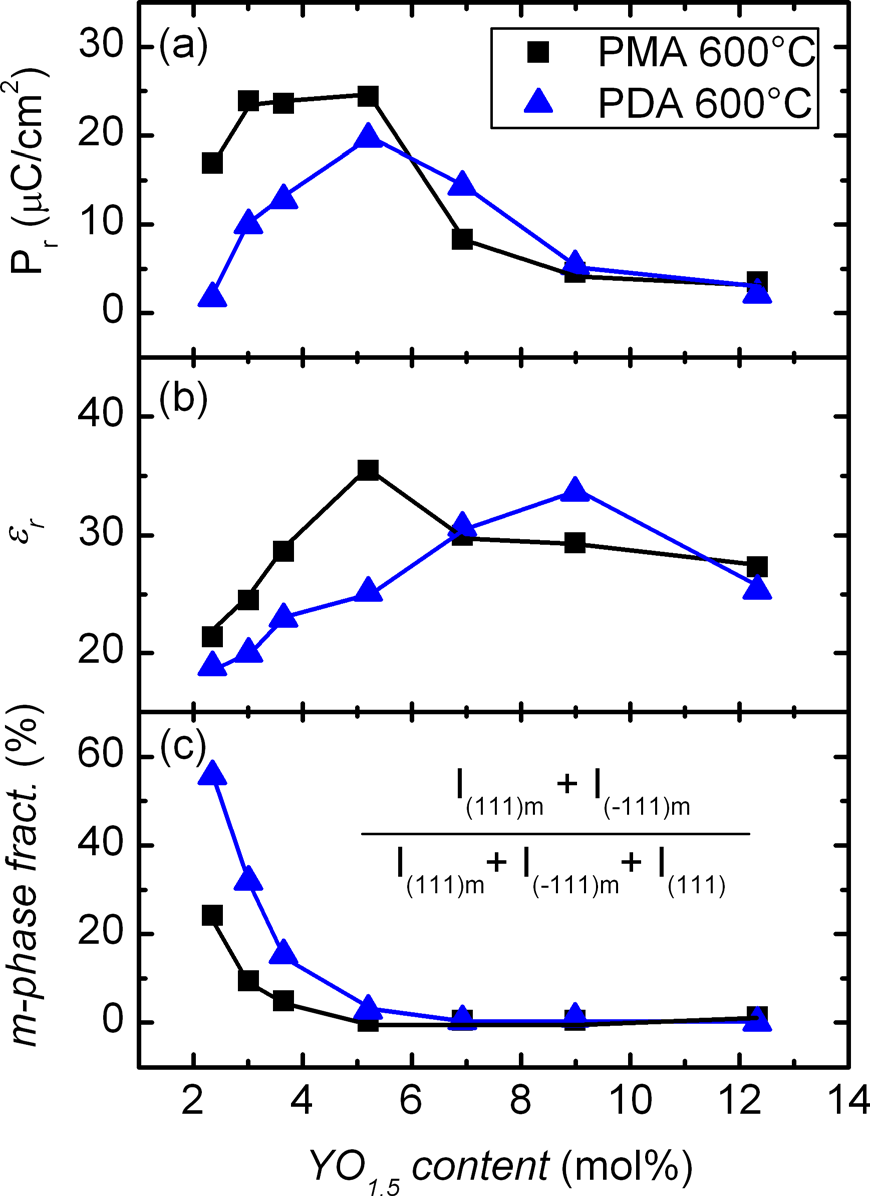 (a)
PMA 600°C
PDA 600°C
30
20
10
0
Pr (μC/cm2)
(b)
40
30
20
εr
(c)
I(111)m + I(-111)m
I(111)m + I(-111)m + I(111)
60
40
20
0
m-phase fract. (%)
2 4 6 8 10 12 14
YO1.5 content (mol%)